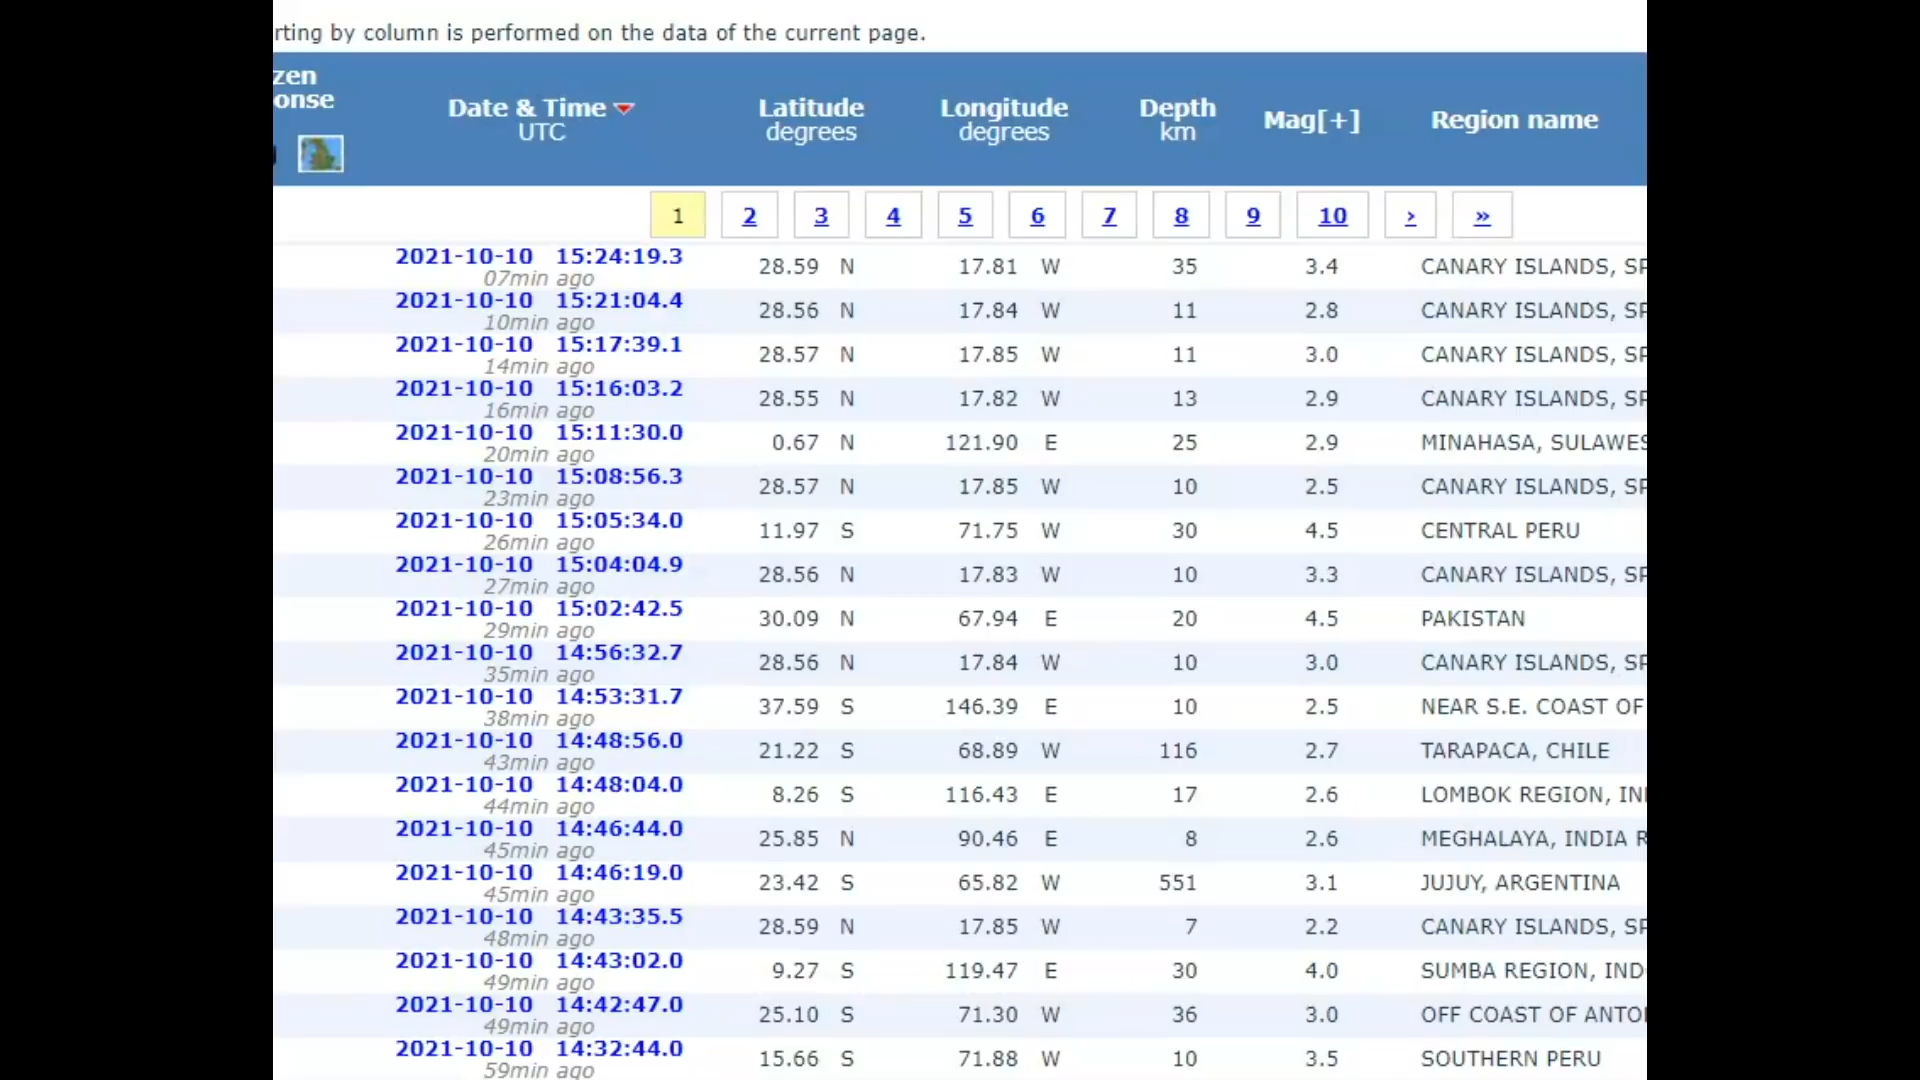 rting by column is performed on the data of the current page.
zen
onse
Date & Time
UTC
Latitude
degrees
Longitude
degrees
Depth
km
Mag[+]
Region name
1 2 3 4 5 6 7 8 9 10 › »
2021-10-10 15:24:19.3
07min ago
28.59 N 17.81 W 35 3.4 CANARY ISLANDS, SP
2021-10-10 15:21:04.4
10min ago
28.56 N 17.84 W 11 2.8 CANARY ISLANDS, SP
2021-10-10 15:17:39.1
14min ago
28.57 N 17.85 W 11 3.0 CANARY ISLANDS, SP
2021-10-10 15:16:03.2
16min ago
28.55 N 17.82 W 13 2.9 CANARY ISLANDS, SP
2021-10-10 15:11:30.0
20min ago
0.67 N 121.90 E 25 2.9 MINAHASA, SULAWES
2021-10-10 15:08:56.3
23min ago
28.57 N 17.85 W 10 2.5 CANARY ISLANDS, SP
2021-10-10 15:05:34.0
26min ago
11.97 S 71.75 W 30 4.5 CENTRAL PERU
2021-10-10 15:04:04.9
27min ago
28.56 N 17.83 W 10 3.3 CANARY ISLANDS, SP
2021-10-10 15:02:42.5
29min ago
30.09 N 67.94 E 20 4.5 PAKISTAN
2021-10-10 14:56:32.7
35min ago
28.56 N 17.84 W 10 3.0 CANARY ISLANDS, SP
2021-10-10 14:53:31.7
38min ago
37.59 S 146.39 E 10 2.5 NEAR S.E. COAST OF
2021-10-10 14:48:56.0
43min ago
21.22 S 68.89 W 116 2.7 TARAPACA, CHILE
2021-10-10 14:48:04.0
44min ago
8.26 S 116.43 E 17 2.6 LOMBOK REGION, IN
2021-10-10 14:46:44.0
45min ago
25.85 N 90.46 E 8 2.6 MEGHALAYA, INDIA R
2021-10-10 14:46:19.0
45min ago
23.42 S 65.82 W 551 3.1 JUJUY, ARGENTINA
2021-10-10 14:43:35.5
48min ago
28.59 N 17.85 W 7 2.2 CANARY ISLANDS, SP
2021-10-10 14:43:02.0
49min ago
9.27 S 119.47 E 30 4.0 SUMBA REGION, IND
2021-10-10 14:42:47.0
49min ago
25.10 S 71.30 W 36 3.0 OFF COAST OF ANTO
2021-10-10 14:32:44.0
59min ago
15.66 S 71.88 W 10 3.5 SOUTHERN PERU